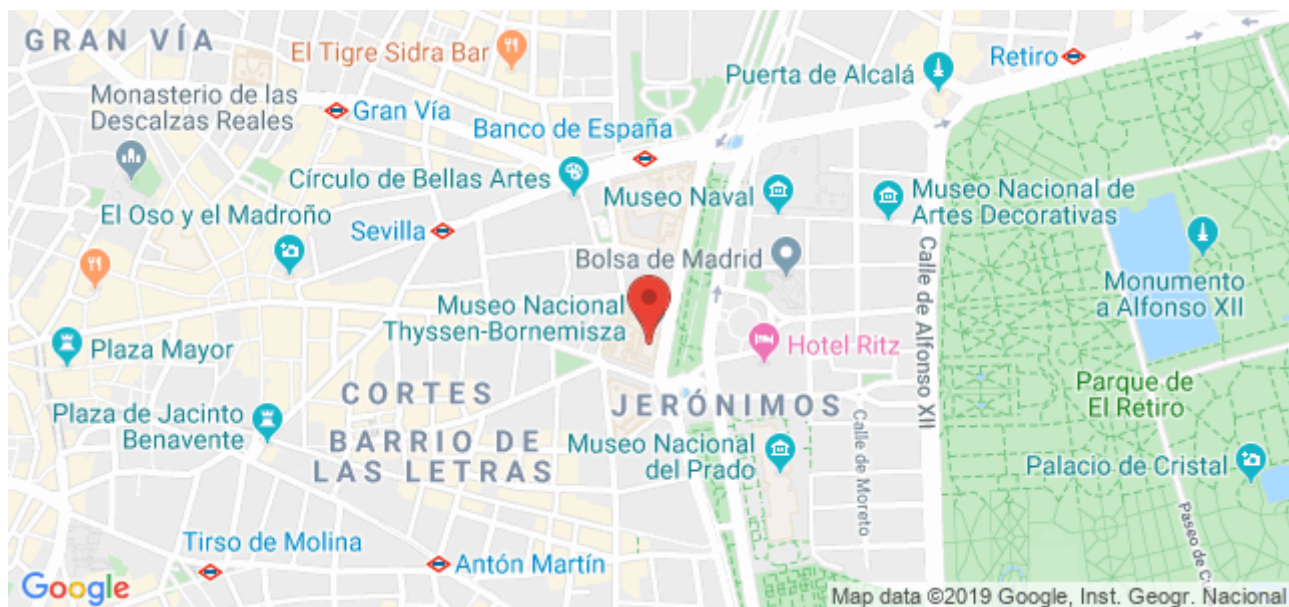 GRAN VÍA
El Tigre Sidra Bar
Retiro
Puerta de Alcalá
Monasterio de las
Descalzas Reales
Gran Vía
Banco de España
Círculo de Bellas Artes
Museo Naval
Museo Nacional de
Artes Decorativas
El Oso y el Madroño
Sevilla
Bolsa de Madrid
Calle de Alfonso XII
Monumento
a Alfonso XII
Museo Nacional
Thyssen-Bornemisza
Plaza Mayor
Hotel Ritz
CORTES
JERÓNIMOS
Parque de
El Retiro
Plaza de Jacinto
Benavente
BARRIO DE
LAS LETRAS
Museo Nacional
del Prado
Calle de Moreto
Palacio de Cristal
Paseo de
Tirso de Molina
Antón Martín
Google
Map data ©2019 Google, Inst. Geogr. Nacional